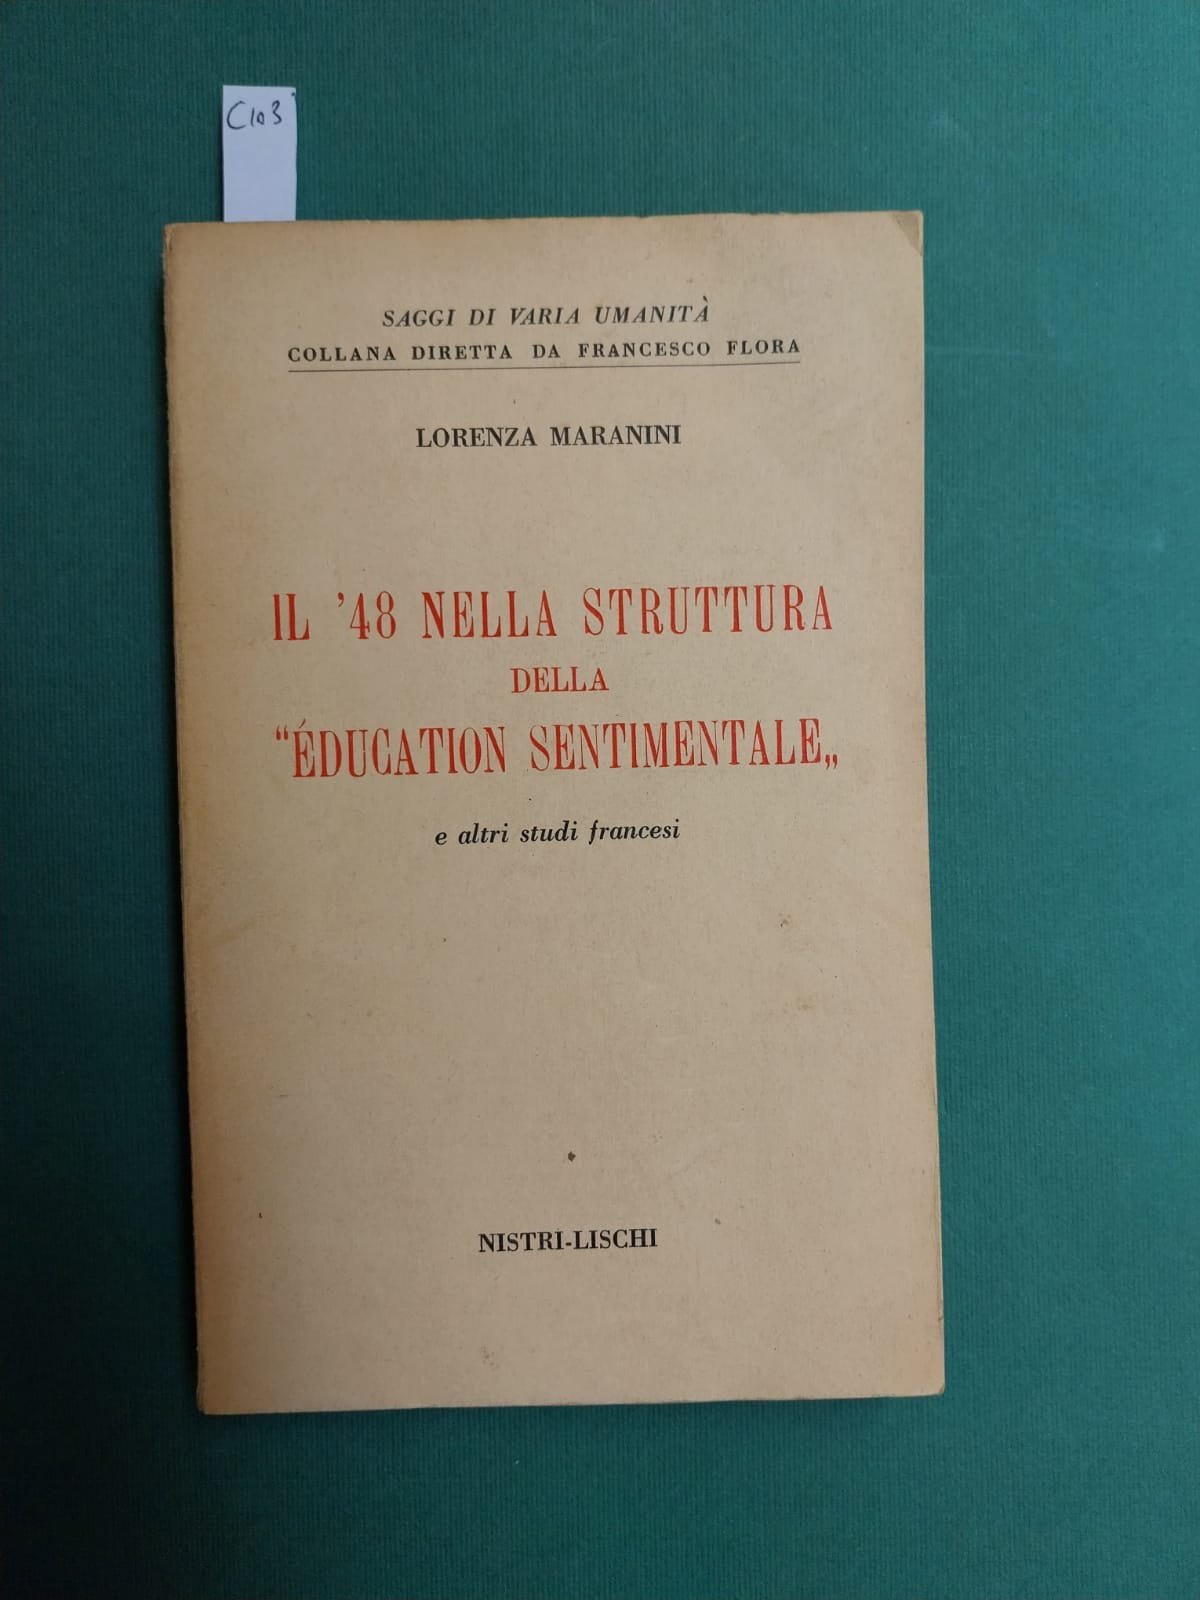 C103
SAGGI DI VARIA UMANITÀ
COLLANA DIRETTA DA FRANCESCO FLORA
LORENZA MARANINI
IL ’48 NELLA STRUTTURA
DELLA
“ÉDUCATION SENTIMENTALE„
e altri studi francesi
NISTRI-LISCHI